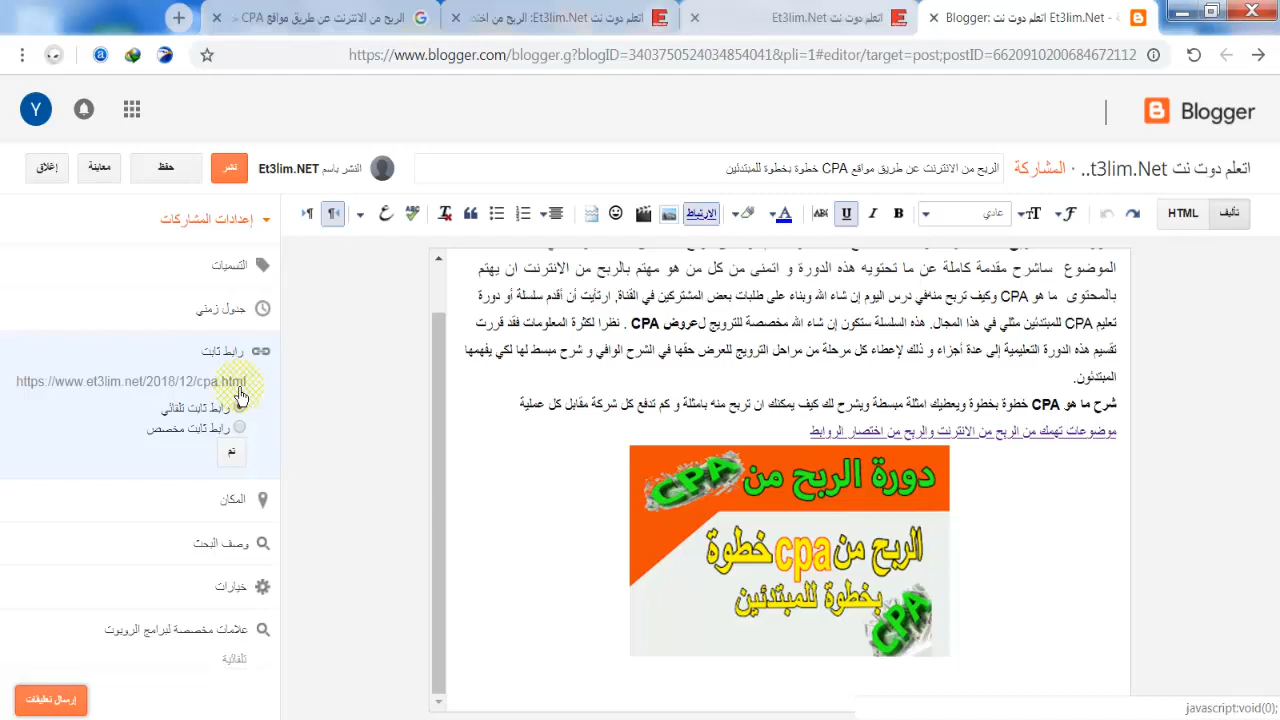 Blogger: اتعلم دوت نت Et3lim.Net -
اتعلم دوت نت Et3lim.Net
اتعلم دوت نت Et3lim.Net: الربح من اختص
الربح من الانترنت عن طريق مواقع CPA خ
https://www.blogger.com/blogger.g?blogID=3403750524034854041&pli=1#editor/target=post;postID=6620910200684672112
Blogger
Y
اتعلم دوت نت t3lim.Net..
· المشاركة
الربح من الانترنت عن طريق مواقع CPA خطوة بخطوة للمبتدئين
النشر باسم Et3lim.NET
نشر
حفظ
معاينة
إغلاق
تأليف
HTML
عادي
الارتباط
ABC
إعدادات المشاركات
التسميات
جدول زمني
رابط ثابت
https://www.et3lim.net/2018/12/cpa.html
رابط ثابت تلقائي
رابط ثابت مخصص
تم
المكان
وصف البحث
خيارات
علامات مخصصة لبرامج الروبوت
تلقائية
إرسال تعليقات
الموضوع ساشرح مقدمة كاملة عن ما تحتويه هذه الدورة و اتمنى من كل من هو مهتم بالربح من الانترنت ان يهتم
بالمحتوى ما هو CPA وكيف تربح منه؟في درس اليوم إن شاء الله وبناء على طلبات بعض المشتركين في القناة, ارتأيت أن أقدم سلسلة أو دورة
تعليم CPA للمبتدئين مثلي في هذا المجال. هذه السلسلة ستكون إن شاء الله مخصصة للترويج لعروض CPA . نظرا لكثرة المعلومات فقد قررت
تقسيم هذه الدورة التعليمية إلى عدة أجزاء و ذلك لإعطاء كل مرحلة من مراحل الترويج للعرض حقها في الشرح الوافي و شرح مبسط لها لكي يفهمها
المبتدئون.
شرح ما هو CPA خطوة بخطوة ويعطيك امثلة مبسطة ويشرح لك كيف يمكنك ان تربح منه بامثلة و كم تدفع كل شركة مقابل كل عملية
موضوعات تهمك من الربح من الانترنت والربح من اختصار الروابط
دورة الربح من CPA
الربح من cpa خطوة
بخطوة للمبتدئين
CPA
javascript:void(0);